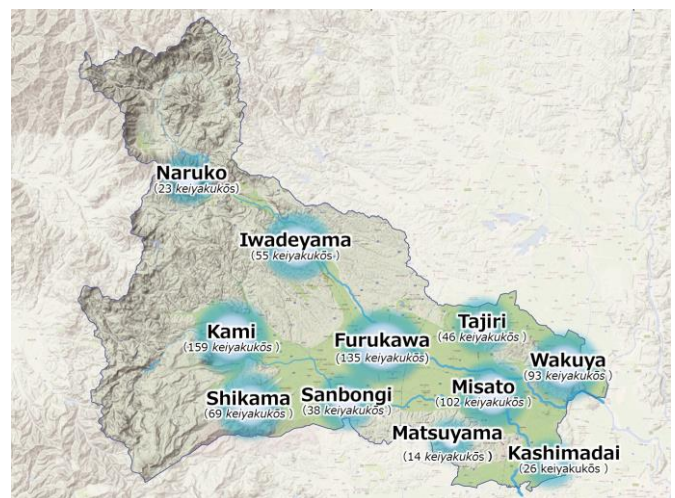 Naruko
(23 keiyakukōs)
Iwadeyama
(55 keiyakukōs )
Kami
(159 keiyakukōs )
Furukawa
(135 keiyakukōs)
Tajiri
(46 keiyakukōs )
Wakuya
(93 keiyakukōs )
Shikama
(69 keiyakukōs )
Sanbongi
(38 keiyakukōs )
Misato
(102 keiyakukōs )
Matsuyama
(14 keiyakukōs )
Kashimadai
(26 keiyakukōs )